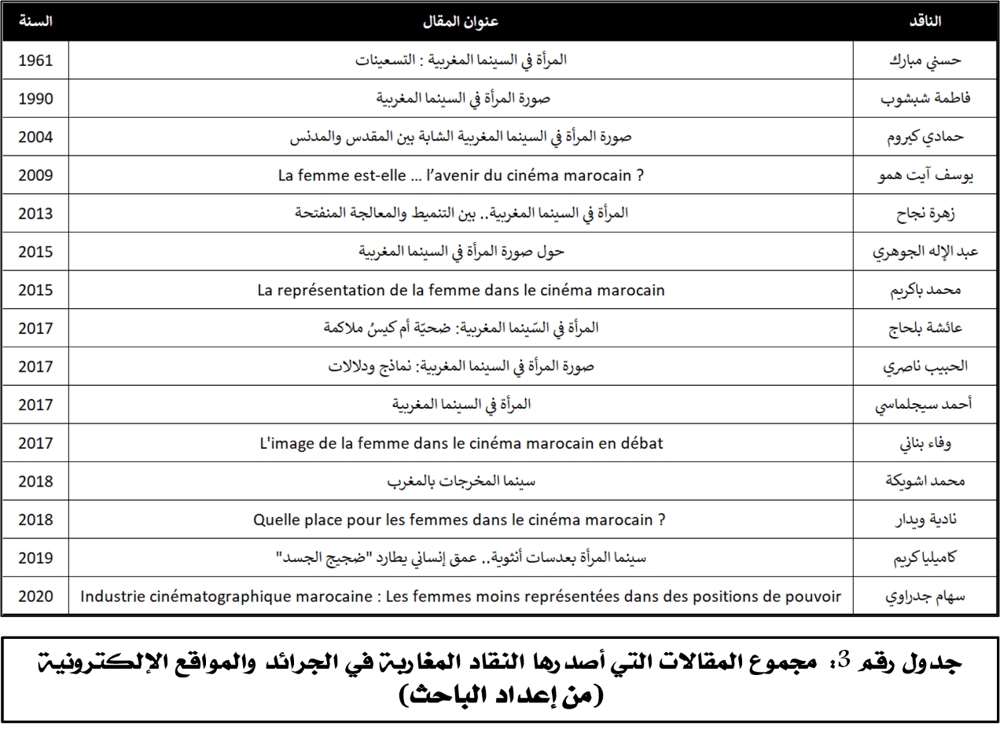 الناقد عنوان المقال السنة
حسني مبارك المرأة في السينما المغربية : التسعينات 1961
فاطمة شبشوب صورة المرأة في السينما المغربية 1990
حمادي كيروم صورة المرأة في السينما المغربية الشابة بين المقدس والمدنس 2004
يوسف آيت همو La femme est-elle ... l’avenir du cinéma marocain ? 2009
زهرة نجاح المرأة في السينما المغربية.. بين التنميط والمعالجة المنفتحة 2013
عبد الإله الجوهري حول صورة المرأة في السينما المغربية 2015
محمد باكريم La représentation de la femme dans le cinéma marocain 2015
عائشة بلحاج المرأة في السّينما المغربية: ضحيّة أم كيسُ ملاكمة 2017
الحبيب ناصري صورة المرأة في السينما المغربية: نماذج ودلالات 2017
أحمد سيجلماسي المرأة في السينما المغربية 2017
وفاء بناني L'image de la femme dans le cinéma marocain en débat 2017
محمد اشويكة سينما المخرجات بالمغرب 2018
نادية ويدار Quelle place pour les femmes dans le cinéma marocain ? 2018
كاميليا كريم سينما المرأة بعدسات أنثوية.. عمق إنساني يطارد "ضجيج الجسد" 2019
سهام جدراوي Industrie cinématographique marocaine : Les femmes moins représentées dans des positions de pouvoir 2020
جدول رقم 3: مجموع المقالات التي أصدرها النقاد المغاربة في الجرائد والمواقع الإلكترونية
(من إعداد الباحث)